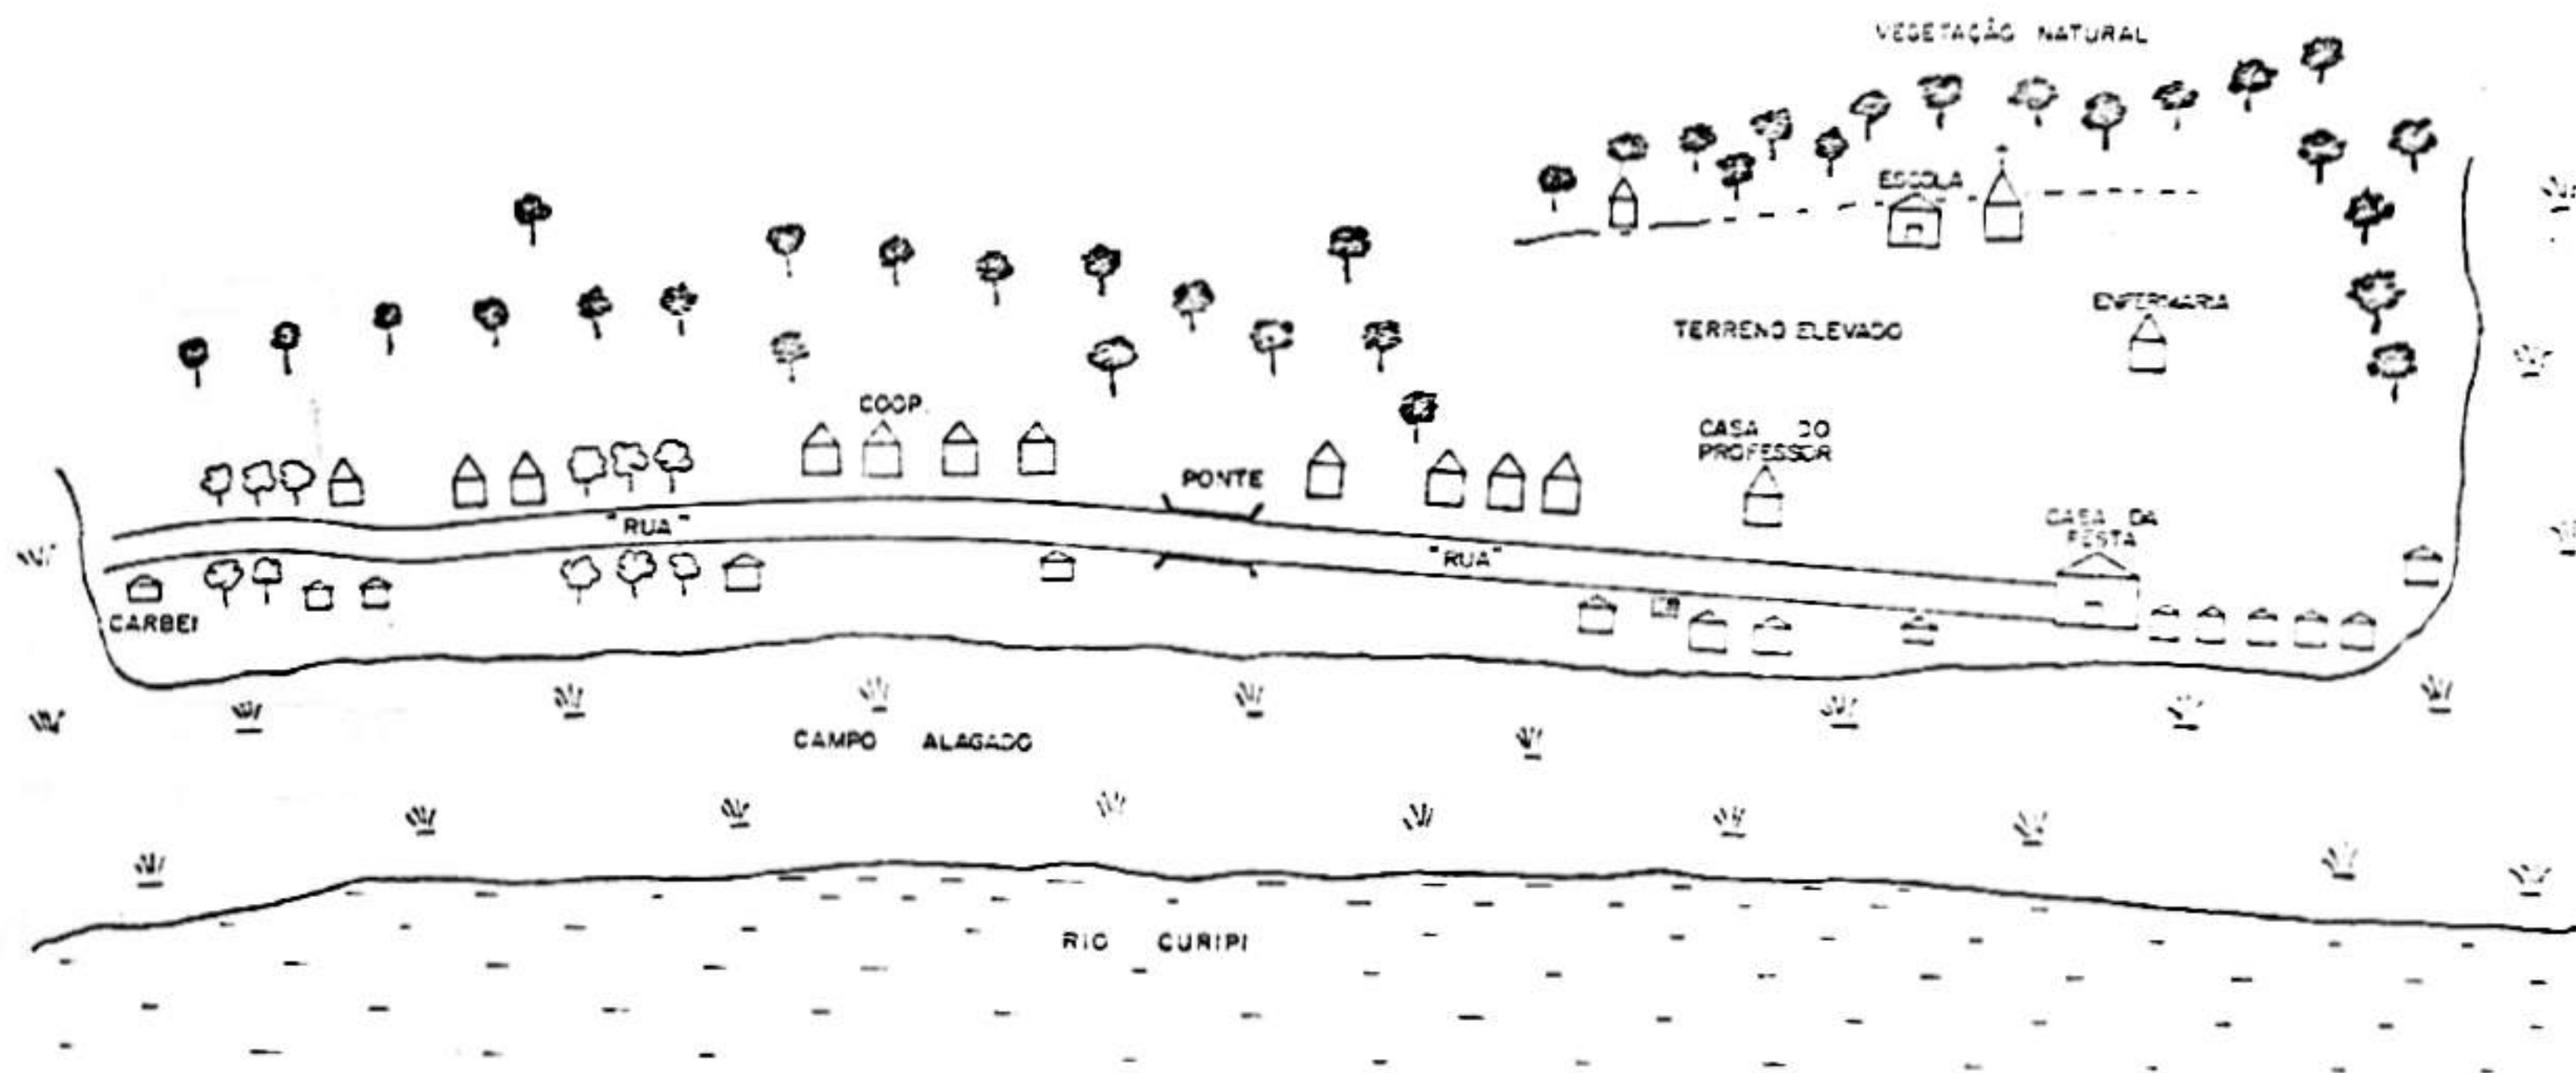 VEGETAÇÃO NATURAL
ESCOLA
ENFERMARIA
TERRENO ELEVADO
COOP.
CASA DO
PROFESSOR
PONTE
"RUA"
CASA DA
FESTA
"RUA"
CARBEI
CAMPO ALAGADO
RIO CURIPI